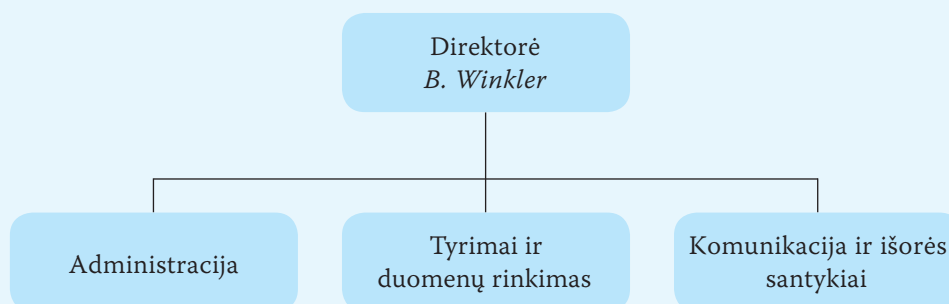 Direktorė
B. Winkler
Administracija
Tyrimai ir
duomenų rinkimas
Komunikacija ir išorės
santykiai